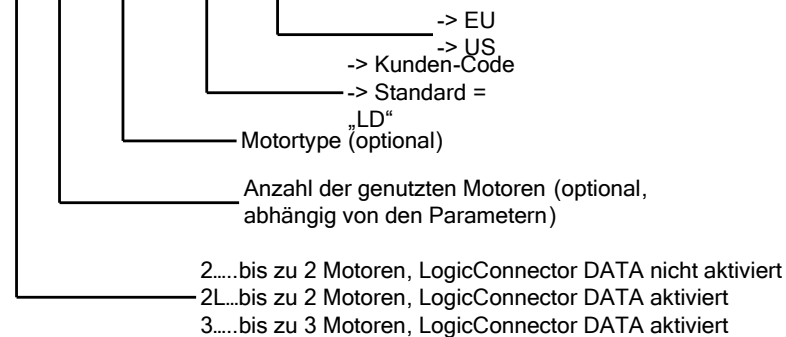 -> EU
-> US
-> Kunden-Code
-> Standard =
„LD“
Motortype (optional)
Anzahl der genutzten Motoren (optional,
abhängig von den Parametern)
2.....bis zu 2 Motoren, LogicConnector DATA nicht aktiviert
2L...bis zu 2 Motoren, LogicConnector DATA aktiviert
3.....bis zu 3 Motoren, LogicConnector DATA aktiviert